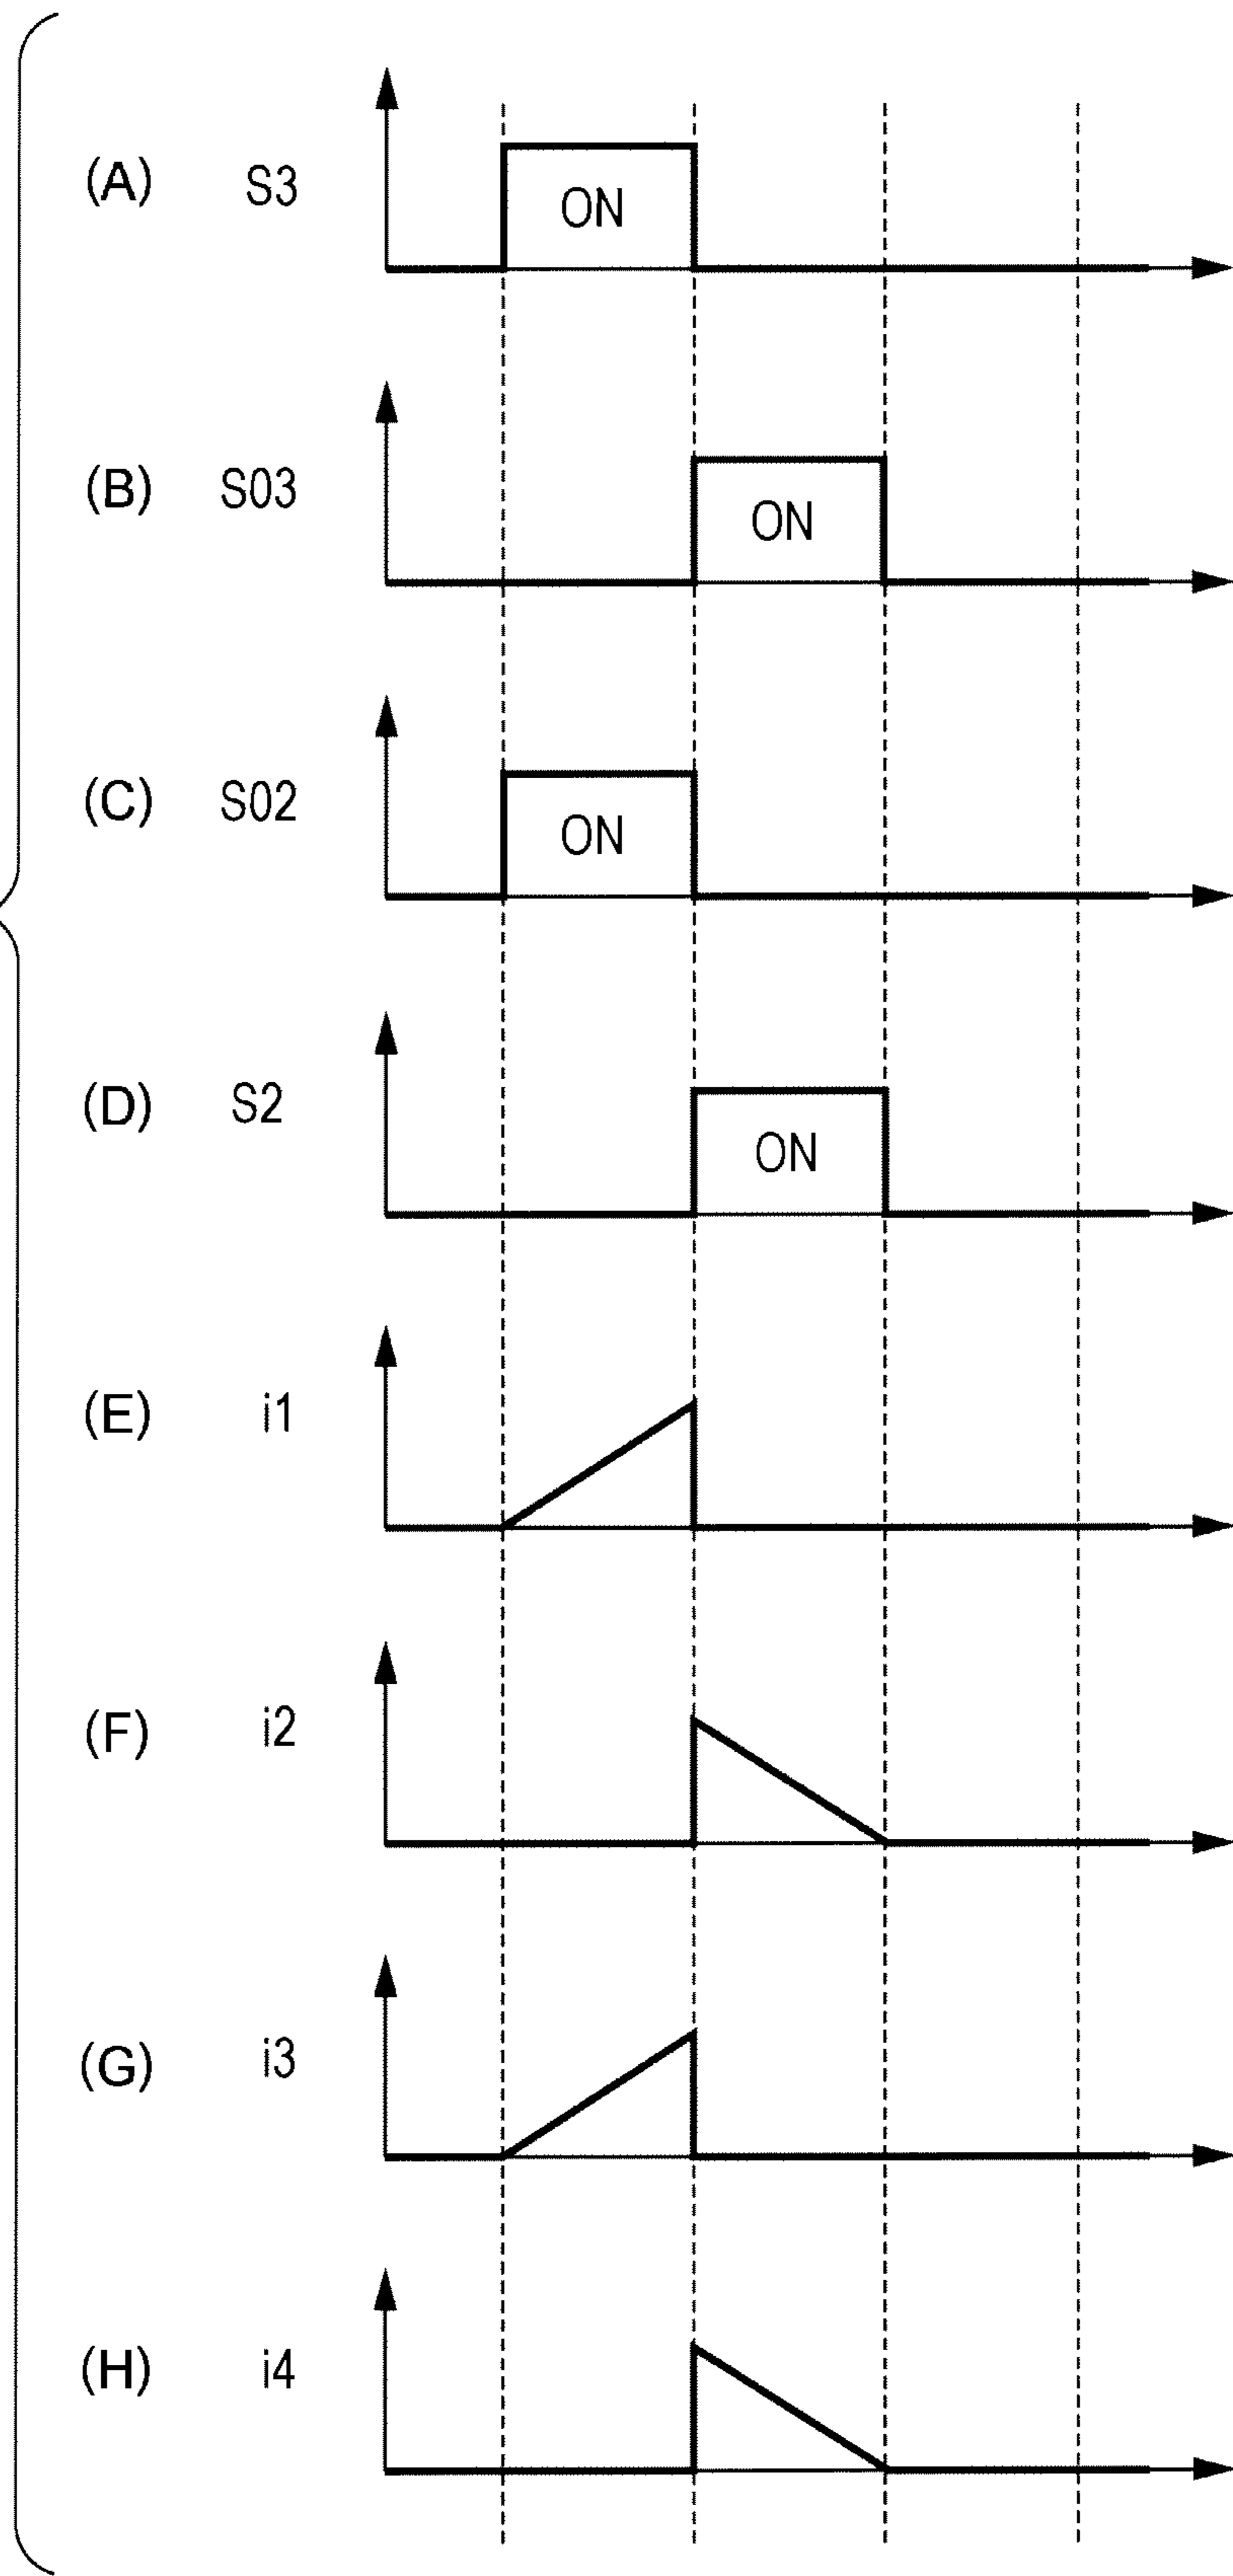 (A) S3 ON
(B) S03 ON
(C) S02 ON
(D) S2 ON
(E) i1
(F) i2
(G) i3
(H) i4